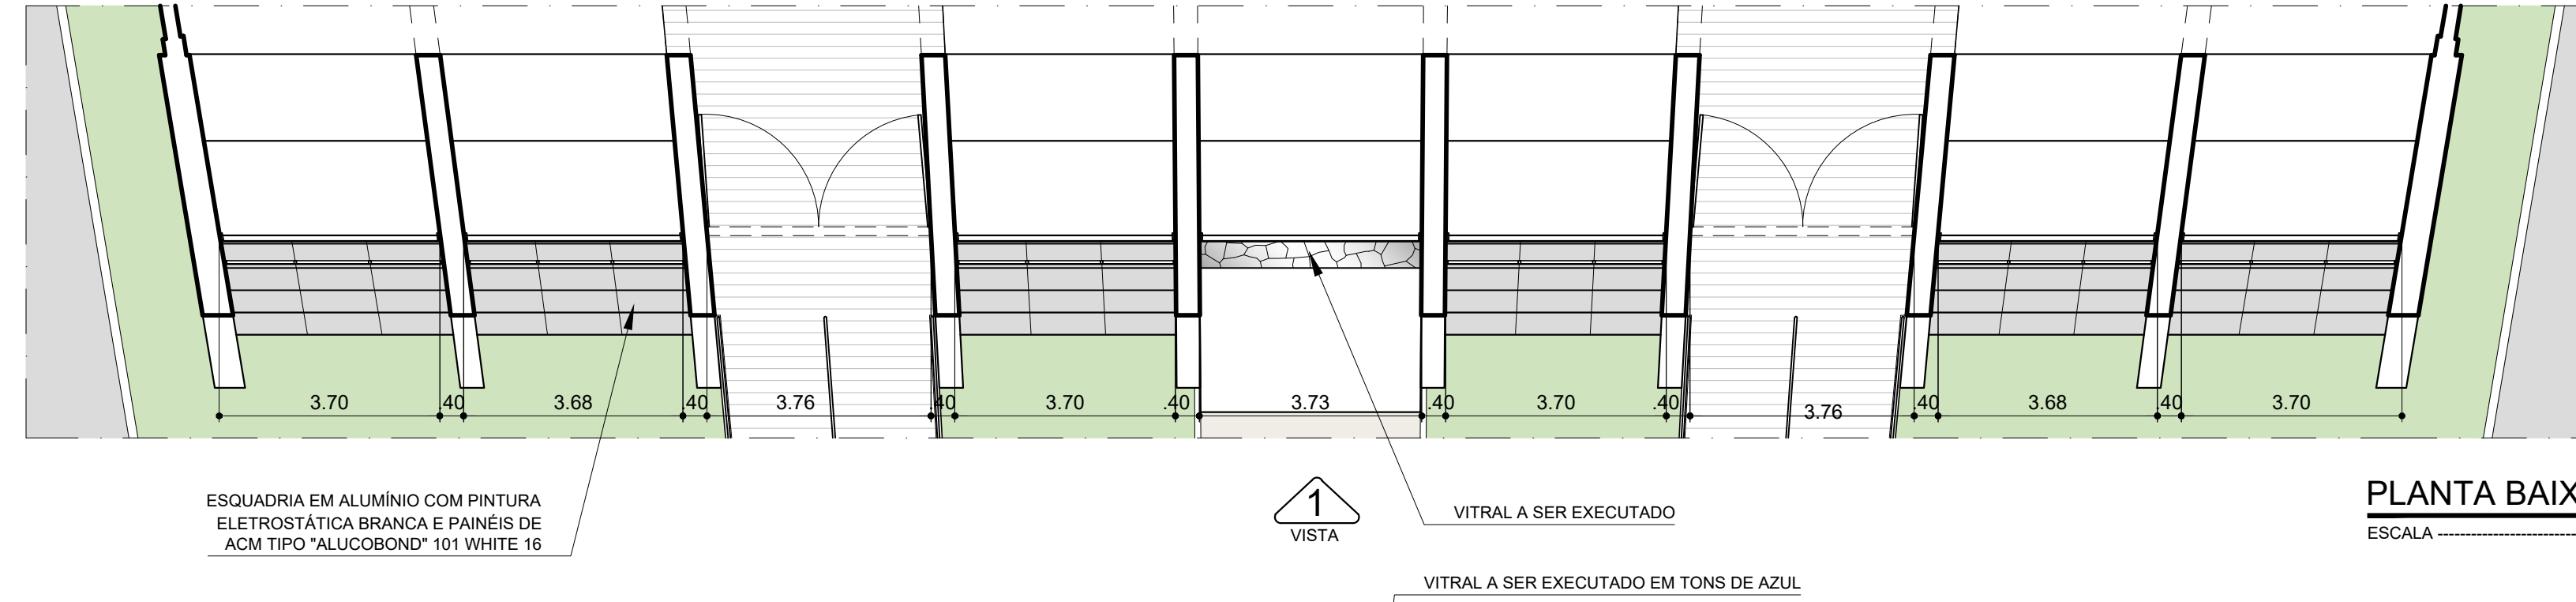 3.70 .40 3.68 .40 3.76 .40 3.70 .40 3.73 .40 3.70 .40 3.76 .40 3.68 .40 3.70
ESQUADRIA EM ALUMÍNIO COM PINTURA
ELETROSTÁTICA BRANCA E PAINÉIS DE
ACM TIPO "ALUCOBOND" 101 WHITE 16
1
VISTA
VITRAL A SER EXECUTADO
PLANTA BAIX
ESCALA ------------------------
VITRAL A SER EXECUTADO EM TONS DE AZUL